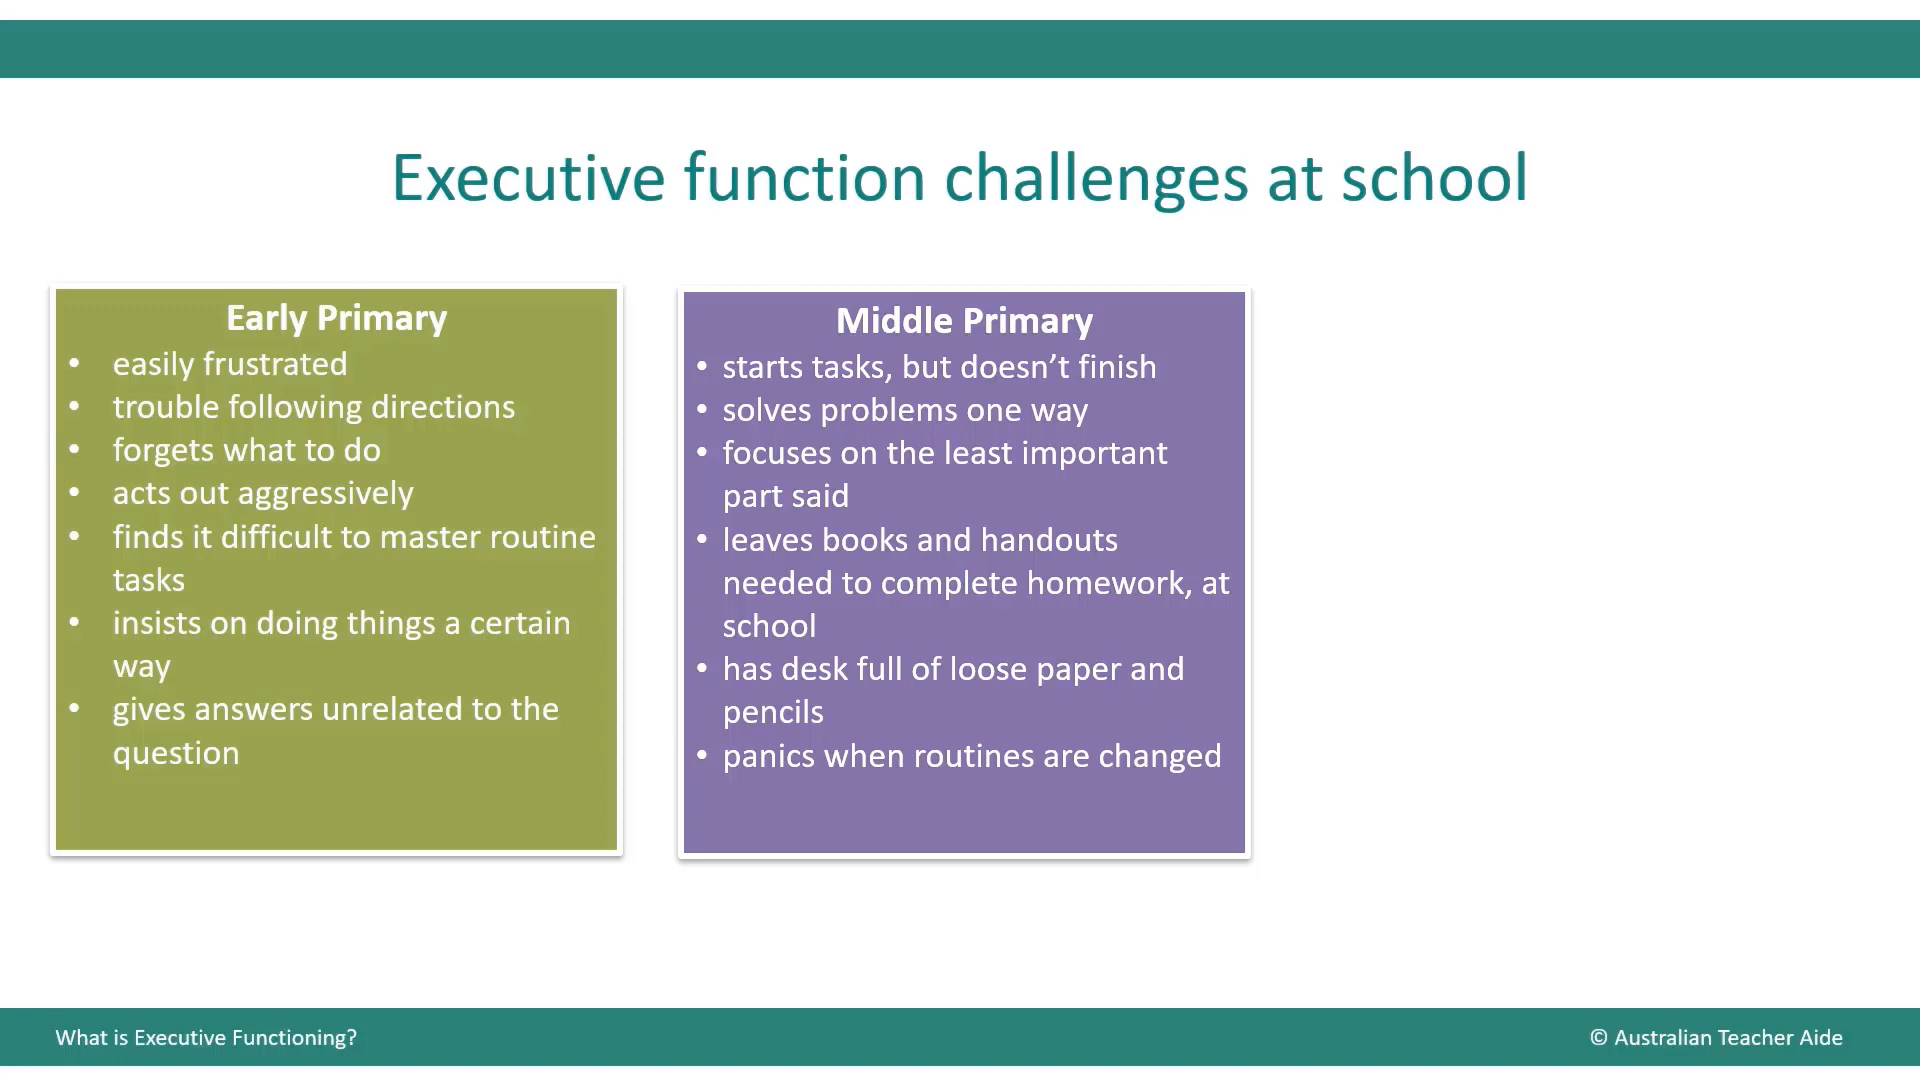 Executive function challenges at school
Early Primary
• easily frustrated
• trouble following directions
• forgets what to do
• acts out aggressively
• finds it difficult to master routine
tasks
• insists on doing things a certain
way
• gives answers unrelated to the
question
Middle Primary
• starts tasks, but doesn’t finish
• solves problems one way
• focuses on the least important
part said
• leaves books and handouts
needed to complete homework, at
school
• has desk full of loose paper and
pencils
• panics when routines are changed
What is Executive Functioning?
© Australian Teacher Aide